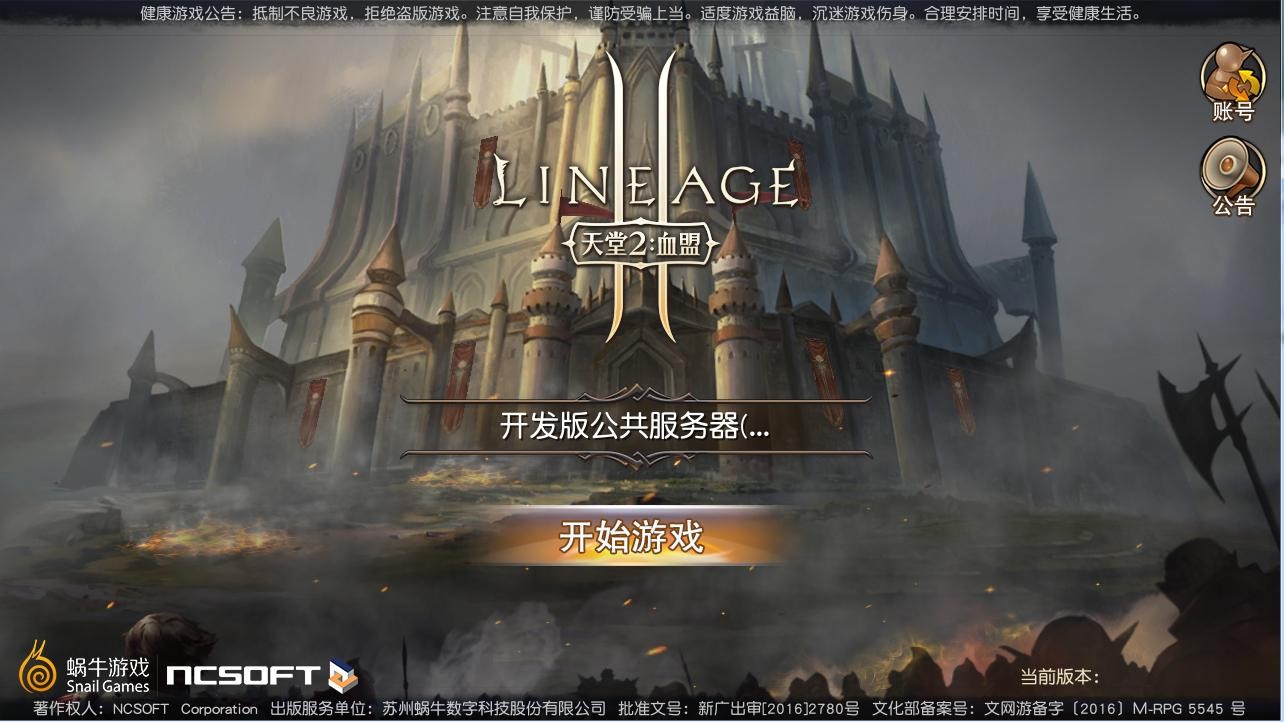 健康游戏公告：抵制不良游戏，拒绝盗版游戏。注意自我保护，谨防受骗上当。适度游戏益脑，沉迷游戏伤身。合理安排时间，享受健康生活。
账号
LINEAGE
II
公告
天堂2:血盟
开发版公共服务器(...
开始游戏
蜗牛游戏
Snail Games
NCSOFT
当前版本：
著作权人：NCSOFT Corporation 出版服务单位：苏州蜗牛数字科技股份有限公司 批准文号：新广出审[2016]2780号 文化部备案号：文网游备字〔2016〕M-RPG 5545 号